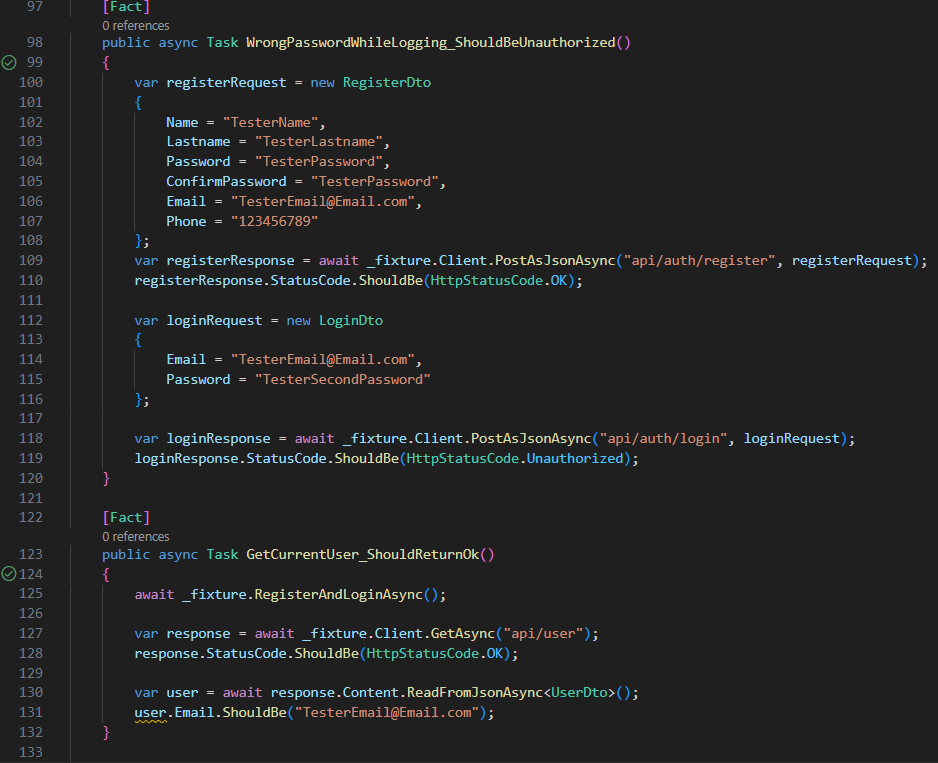 97 [Fact]
0 references
98 public async Task WrongPasswordWhileLogging_ShouldBeUnauthorized()
99 {
100 var registerRequest = new RegisterDto
101 {
102 Name = "TesterName",
103 Lastname = "TesterLastname",
104 Password = "TesterPassword",
105 ConfirmPassword = "TesterPassword",
106 Email = "TesterEmail@Email.com",
107 Phone = "123456789"
108 };
109 var registerResponse = await _fixture.Client.PostAsJsonAsync("api/auth/register", registerRequest);
110 registerResponse.StatusCode.ShouldBe(HttpStatusCode.OK);
111
112 var loginRequest = new LoginDto
113 {
114 Email = "TesterEmail@Email.com",
115 Password = "TesterSecondPassword"
116 };
117
118 var loginResponse = await _fixture.Client.PostAsJsonAsync("api/auth/login", loginRequest);
119 loginResponse.StatusCode.ShouldBe(HttpStatusCode.Unauthorized);
120 }
121
122 [Fact]
0 references
123 public async Task GetCurrentUser_ShouldReturnOk()
124 {
125 await _fixture.RegisterAndLoginAsync();
126
127 var response = await _fixture.Client.GetAsync("api/user");
128 response.StatusCode.ShouldBe(HttpStatusCode.OK);
129
130 var user = await response.Content.ReadFromJsonAsync<UserDto>();
131 user.Email.ShouldBe("TesterEmail@Email.com");
132 }
133